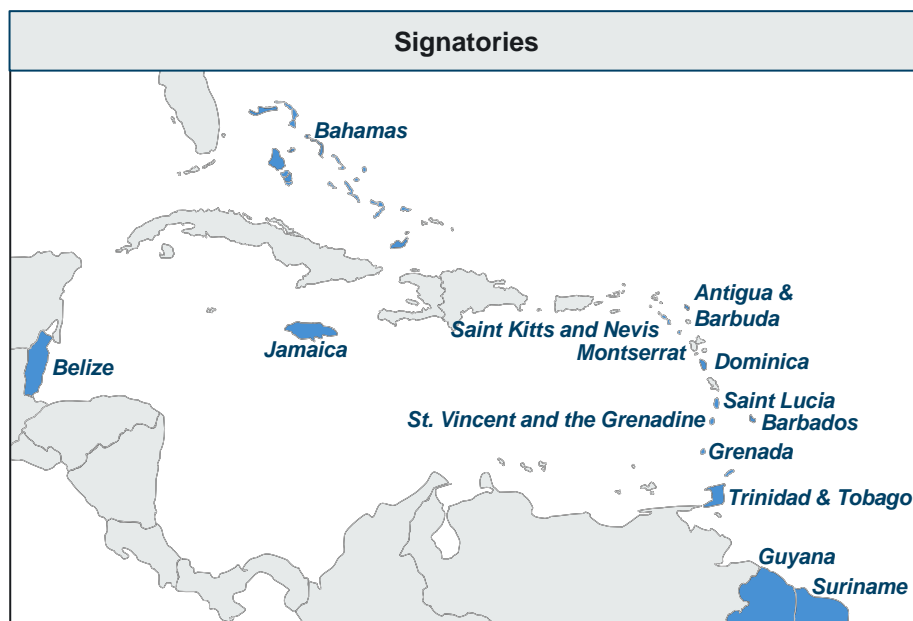 Signatories
Bahamas
Antigua &
Barbuda
Saint Kitts and Nevis
Montserrat
Jamaica
Belize
Dominica
Saint Lucia
St. Vincent and the Grenadine
Barbados
Grenada
Trinidad & Tobago
Guyana
Suriname